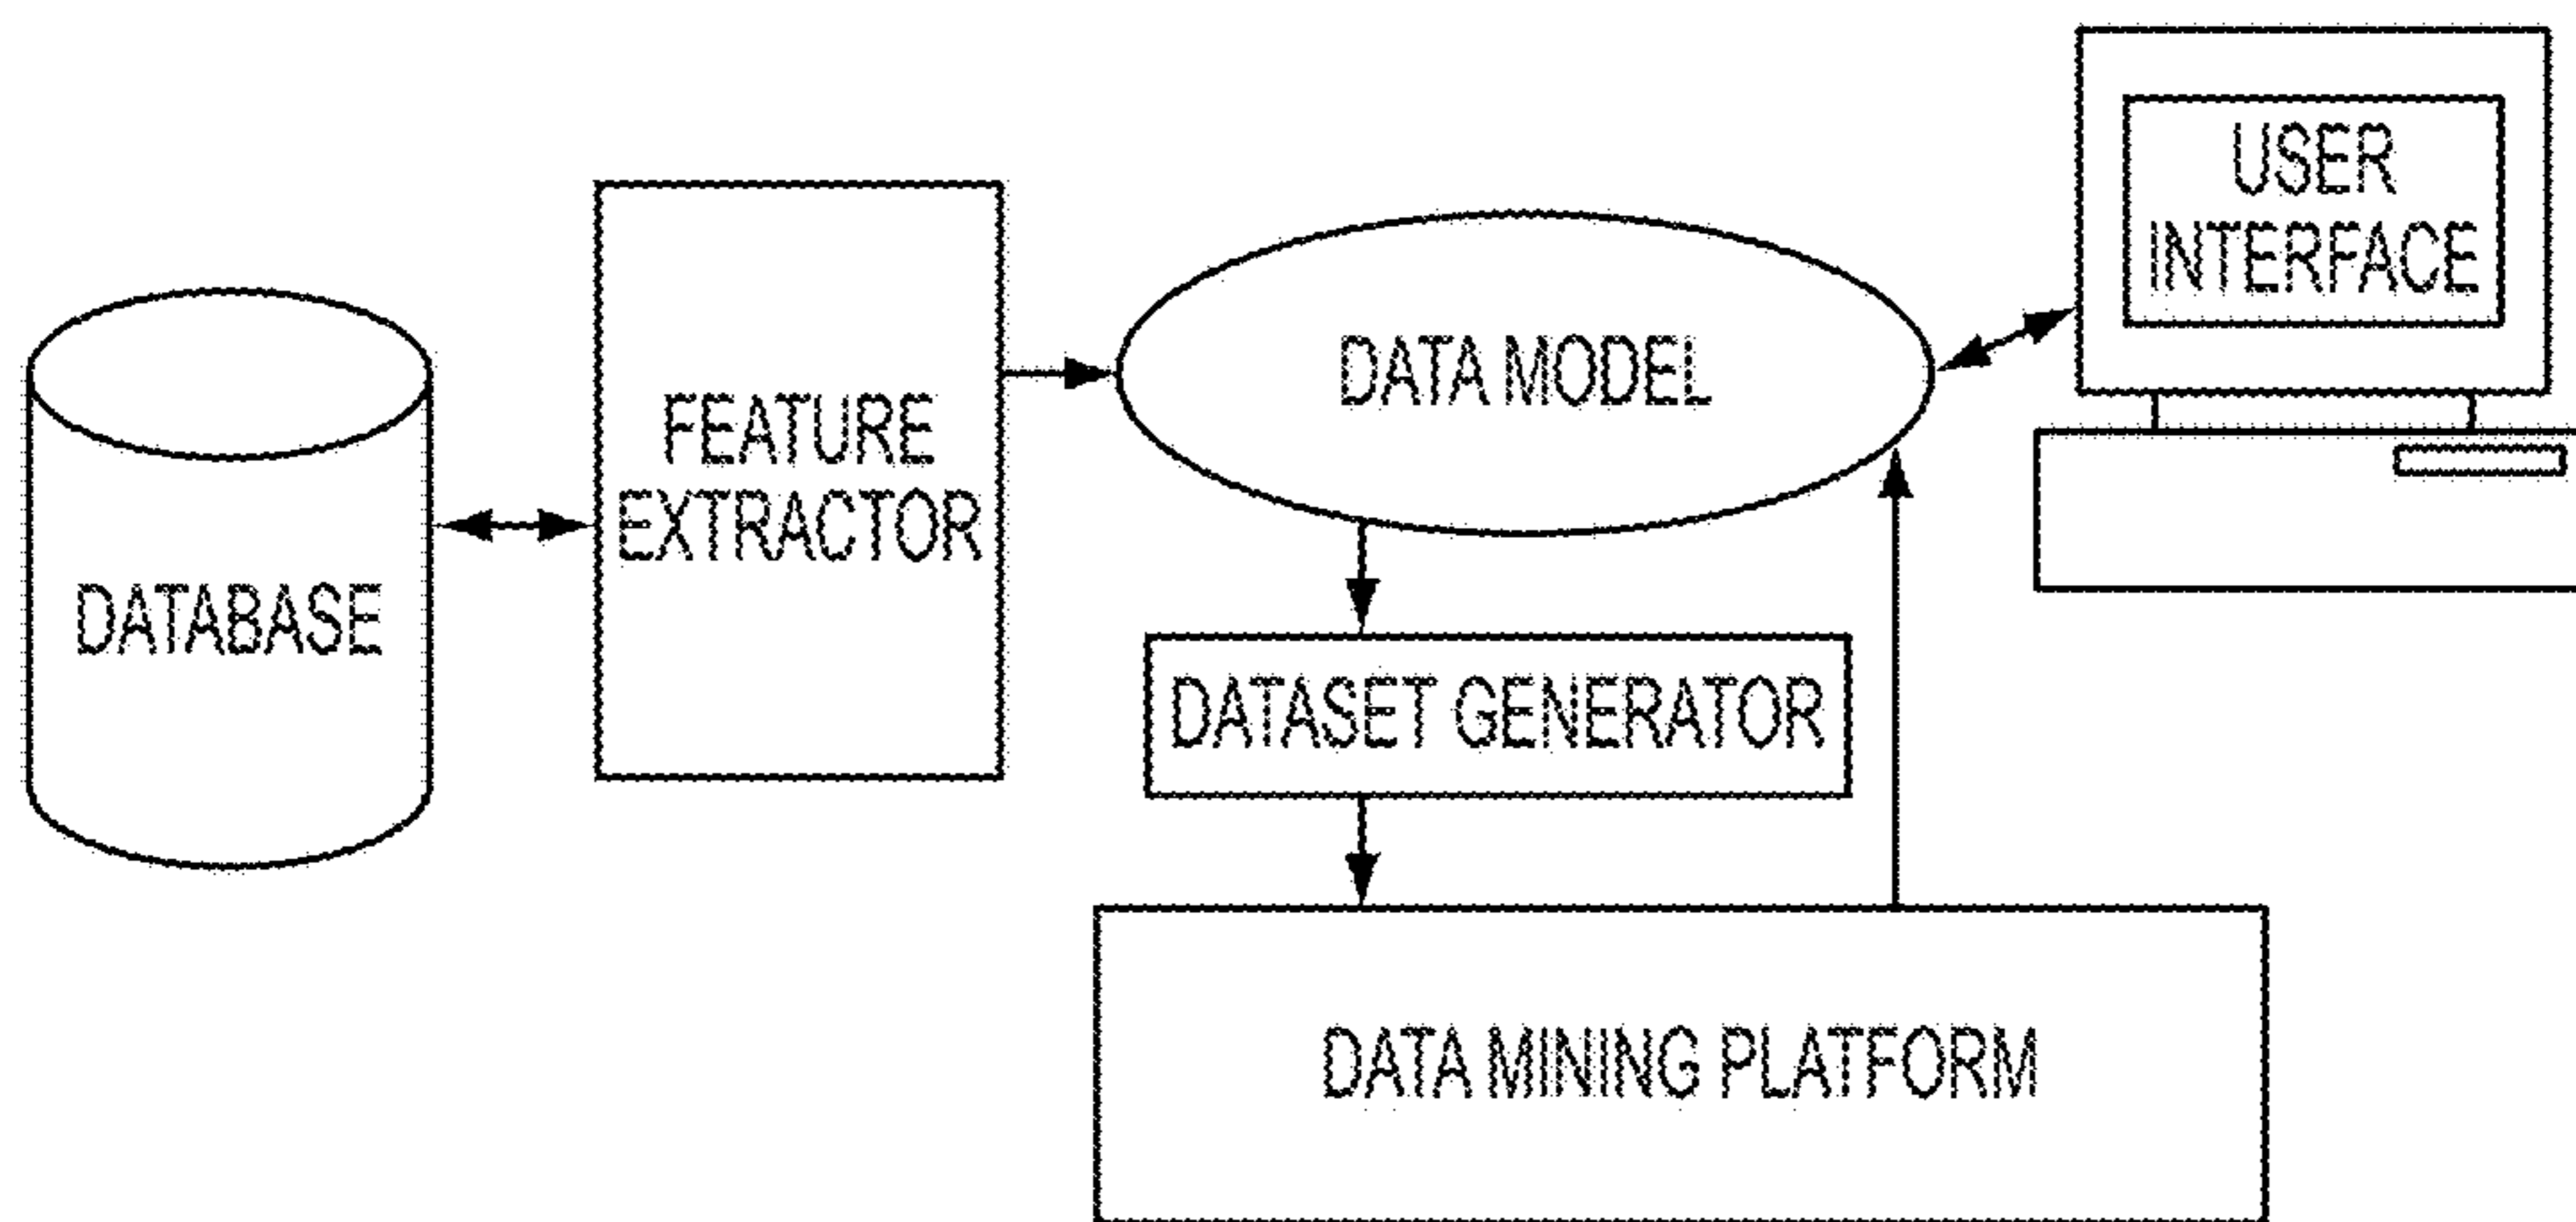 USER
INTERFACE
DATA MODEL
FEATURE
EXTRACTOR
DATABASE
DATASET GENERATOR
DATA MINING PLATFORM